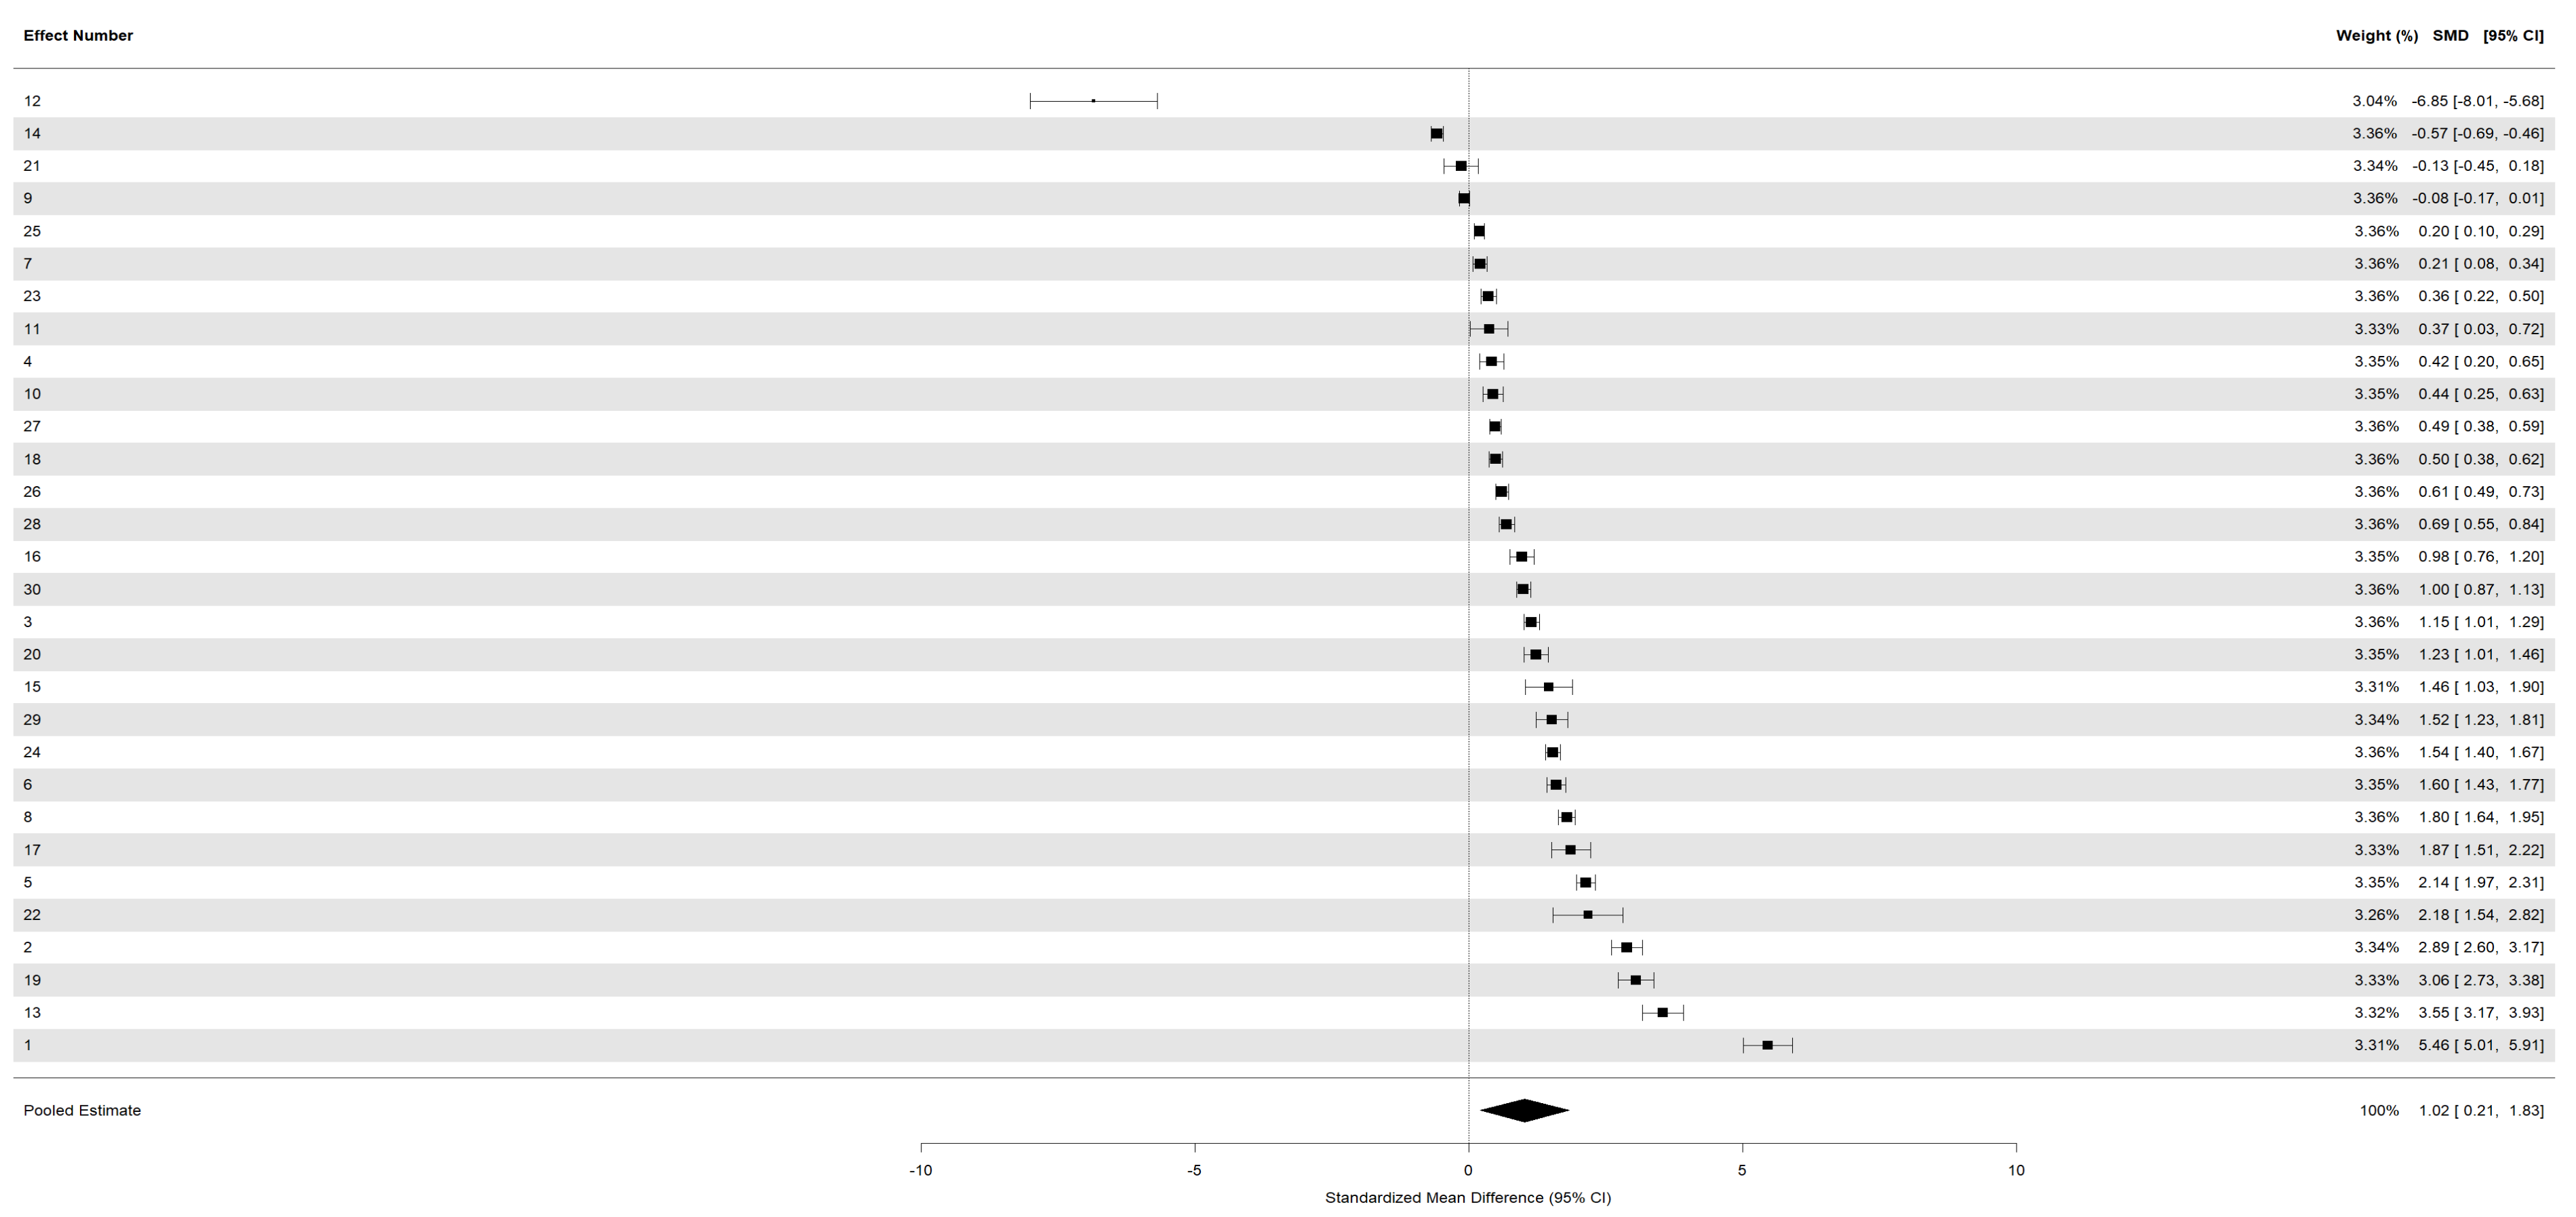 Effect Number Weight (%) SMD [95% CI]
12 3.04% -6.85 [-8.01, -5.68]
14 3.36% -0.57 [-0.69, -0.46]
21 3.34% -0.13 [-0.45, 0.18]
9 3.36% -0.08 [-0.17, 0.01]
25 3.36% 0.20 [ 0.10, 0.29]
7 3.36% 0.21 [ 0.08, 0.34]
23 3.36% 0.36 [ 0.22, 0.50]
11 3.33% 0.37 [ 0.03, 0.72]
4 3.35% 0.42 [ 0.20, 0.65]
10 3.35% 0.44 [ 0.25, 0.63]
27 3.36% 0.49 [ 0.38, 0.59]
18 3.36% 0.50 [ 0.38, 0.62]
26 3.36% 0.61 [ 0.49, 0.73]
28 3.36% 0.69 [ 0.55, 0.84]
16 3.35% 0.98 [ 0.76, 1.20]
30 3.36% 1.00 [ 0.87, 1.13]
3 3.36% 1.15 [ 1.01, 1.29]
20 3.35% 1.23 [ 1.01, 1.46]
15 3.31% 1.46 [ 1.03, 1.90]
29 3.34% 1.52 [ 1.23, 1.81]
24 3.36% 1.54 [ 1.40, 1.67]
6 3.35% 1.60 [ 1.43, 1.77]
8 3.36% 1.80 [ 1.64, 1.95]
17 3.33% 1.87 [ 1.51, 2.22]
5 3.35% 2.14 [ 1.97, 2.31]
22 3.26% 2.18 [ 1.54, 2.82]
2 3.34% 2.89 [ 2.60, 3.17]
19 3.33% 3.06 [ 2.73, 3.38]
13 3.32% 3.55 [ 3.17, 3.93]
1 3.31% 5.46 [ 5.01, 5.91]
Pooled Estimate 100% 1.02 [ 0.21, 1.83]
-10 -5 0 5 10
Standardized Mean Difference (95% CI)